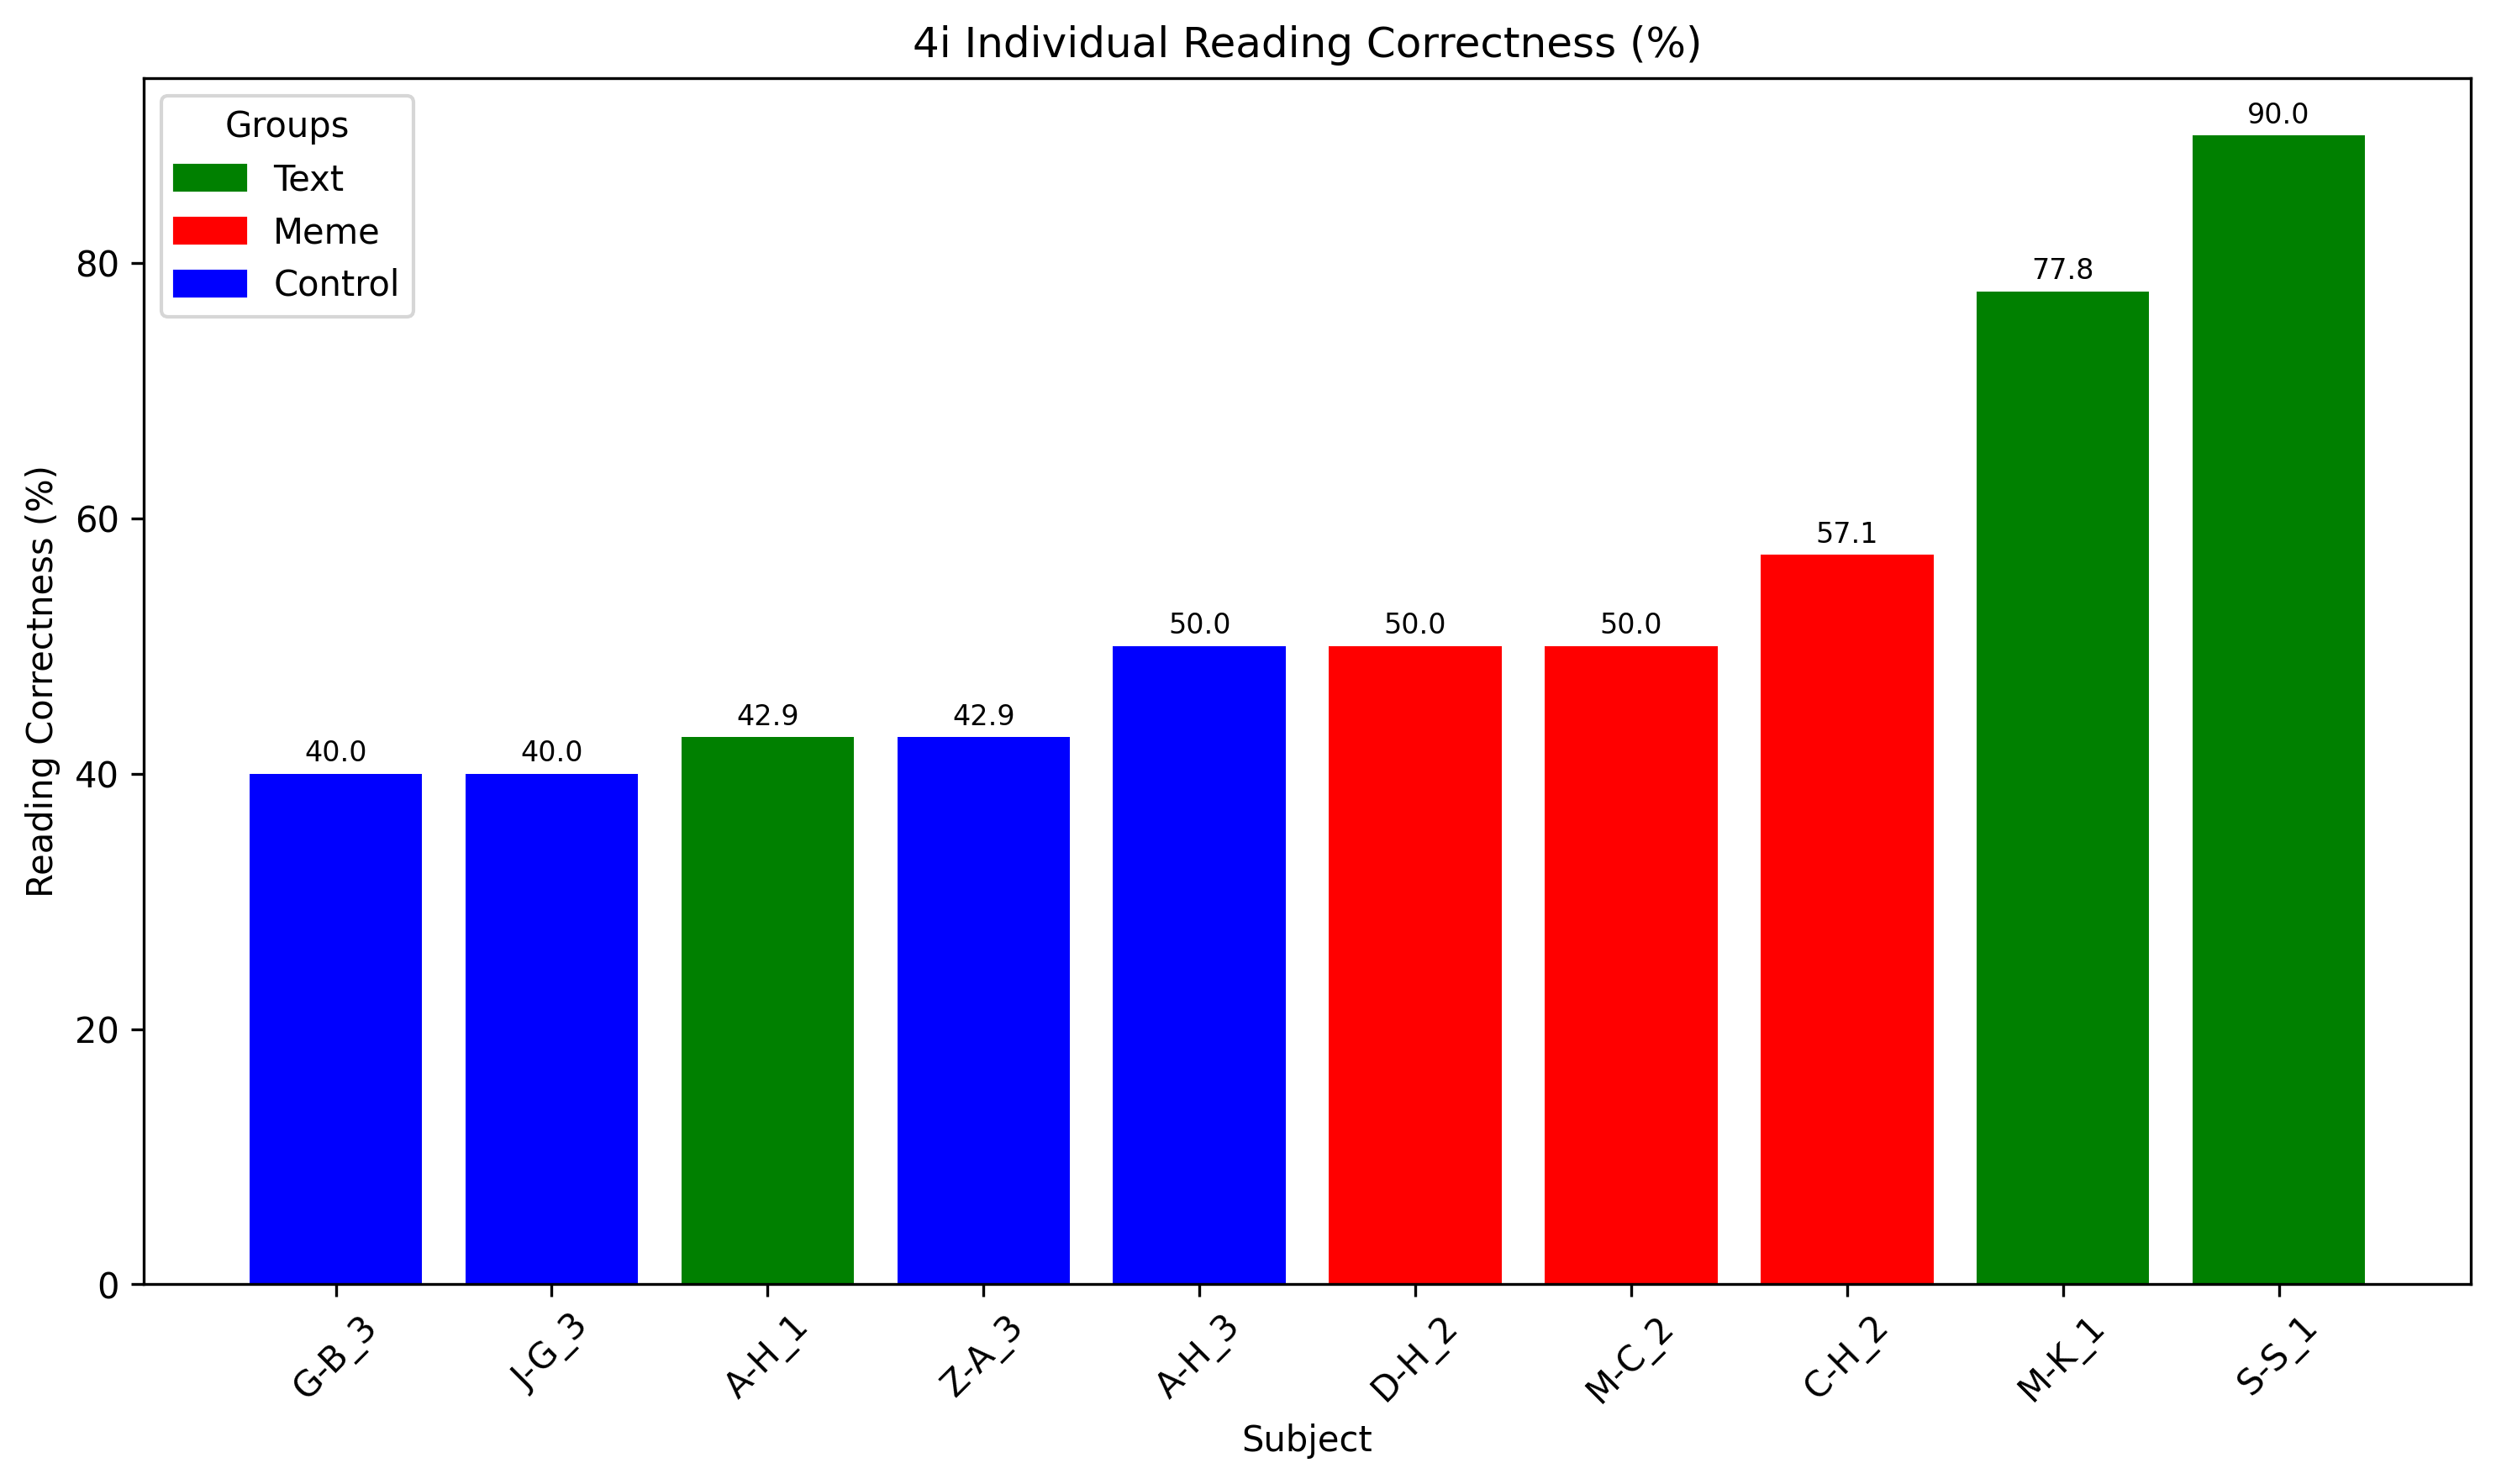 4i Individual Reading Correctness (%)
Groups
Text
Meme
Control
Reading Correctness (%)
80
60
40
20
0
40.0
40.0
42.9
42.9
50.0
50.0
50.0
57.1
77.8
90.0
G-B_3
J-G_3
A-H_1
Z-A_3
A-H_3
D-H_2
M-C_2
C-H_2
M-K_1
S-S_1
Subject